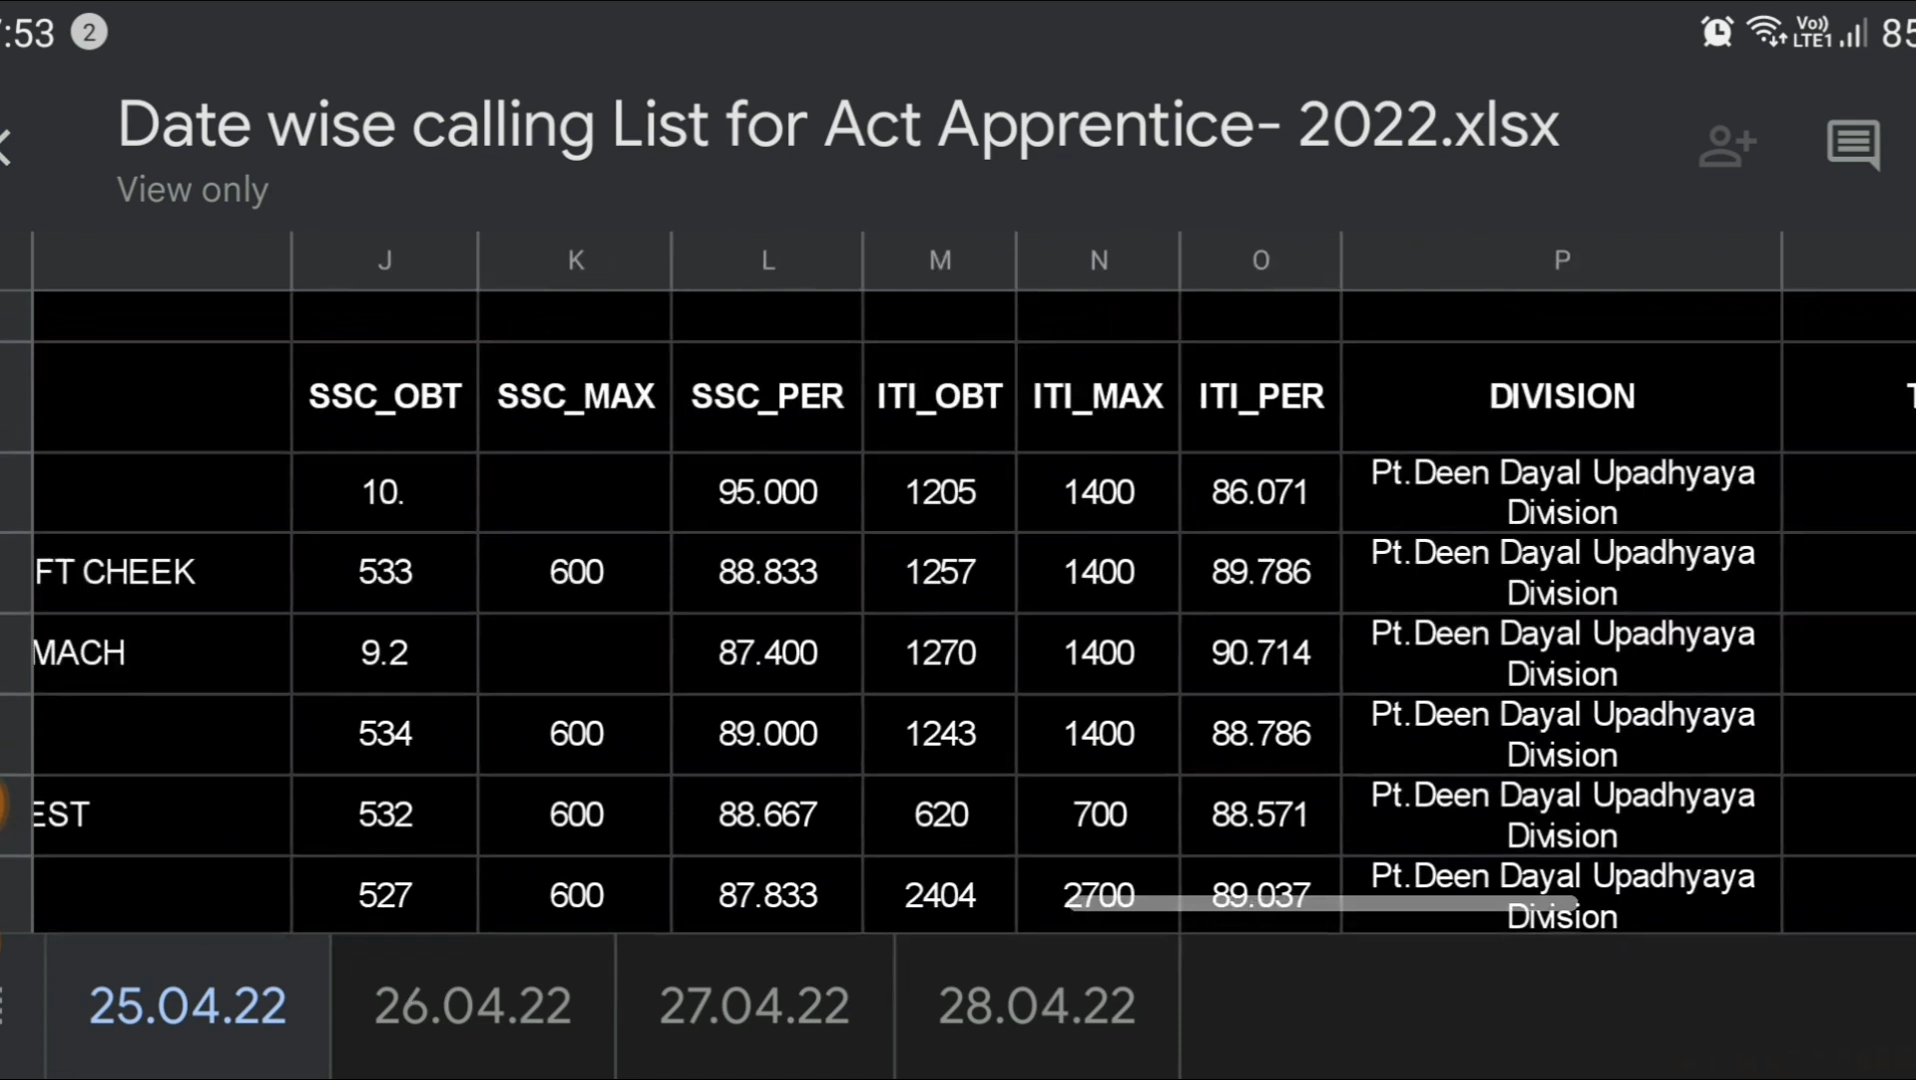 :53 2 Vo)) LTE1 85
Date wise calling List for Act Apprentice- 2022.xlsx
View only
J K L M N O P
SSC_OBT SSC_MAX SSC_PER ITI_OBT ITI_MAX ITI_PER DIVISION T
10. 95.000 1205 1400 86.071 Pt.Deen Dayal Upadhyaya
Division
FT CHEEK 533 600 88.833 1257 1400 89.786 Pt.Deen Dayal Upadhyaya
Division
MACH 9.2 87.400 1270 1400 90.714 Pt.Deen Dayal Upadhyaya
Division
534 600 89.000 1243 1400 88.786 Pt.Deen Dayal Upadhyaya
Division
EST 532 600 88.667 620 700 88.571 Pt.Deen Dayal Upadhyaya
Division
527 600 87.833 2404 2700 89.037 Pt.Deen Dayal Upadhyaya
Division
25.04.22 26.04.22 27.04.22 28.04.22